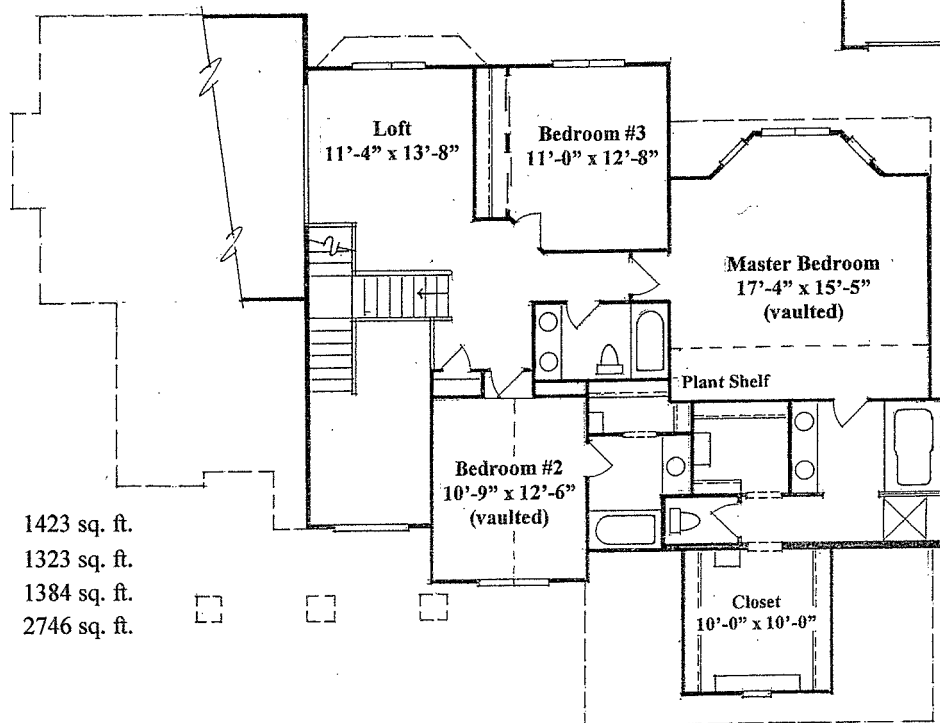 Loft
11'-4" x 13'-8"
Bedroom #3
11'-0" x 12'-8"
Master Bedroom
17'-4" x 15'-5"
(vaulted)
Plant Shelf
Bedroom #2
10'-9" x 12'-6"
(vaulted)
1423 sq. ft.
1323 sq. ft.
1384 sq. ft.
2746 sq. ft.
Closet
10'-0" x 10'-0"